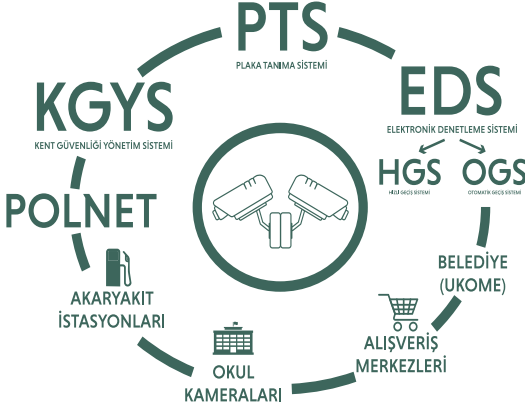 PTS
PLAKA TANIMA SİSTEMİ
KGYS
KENT GÜVENLİĞİ YÖNETİM SİSTEMİ
EDS
ELEKTRONİK DENETLEME SİSTEMİ
HGS
HIZLI GEÇİŞ SİSTEMİ
OGS
OTOMATİK GEÇİŞ SİSTEMİ
POLNET
BELEDİYE
(UKOME)
AKARYAKIT
İSTASYONLARI
ALIŞVERİŞ
MERKEZLERİ
OKUL
KAMERALARI